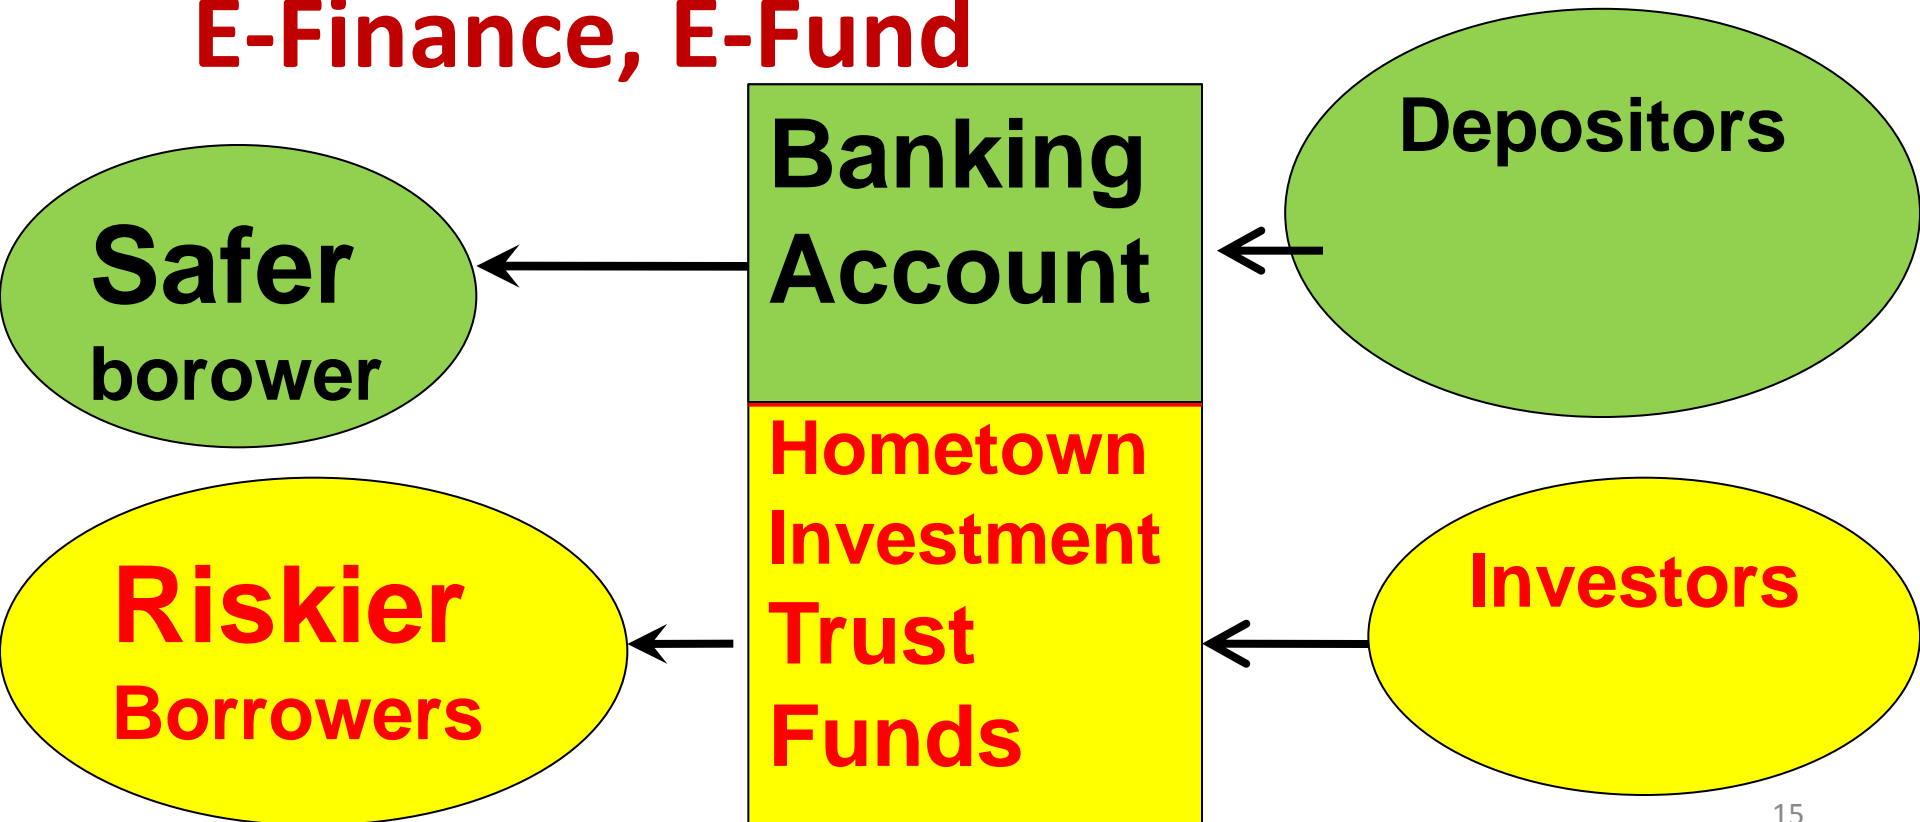 E-Finance, E-Fund
Banking
Account
Depositors
Safer
borower
Hometown
Investment
Trust
Funds
Riskier
Borrowers
Investors
15